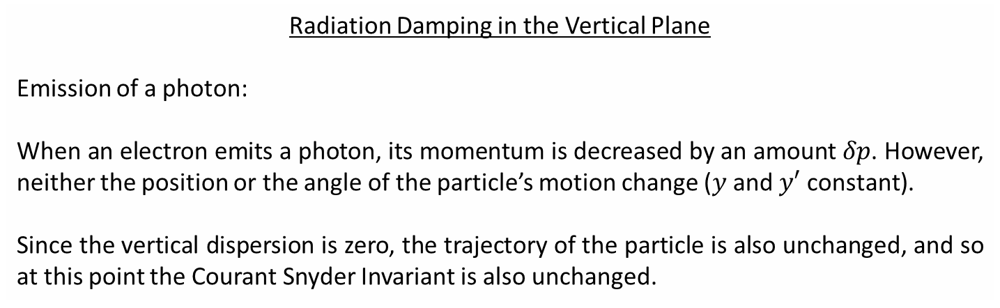 Radiation Damping in the Vertical Plane
Emission of a photon:
When an electron emits a photon, its momentum is decreased by an amount 𝛿𝑝. However,
neither the position or the angle of the particle’s motion change (𝑦 and 𝑦′ constant).
Since the vertical dispersion is zero, the trajectory of the particle is also unchanged, and so
at this point the Courant Snyder Invariant is also unchanged.